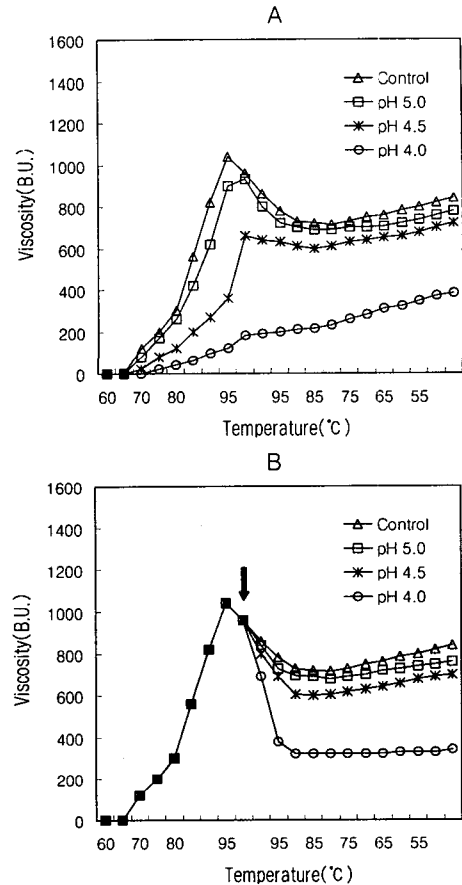 A
1600
1400
1200
1000
800
600
400
200
0
Viscosity(B.U.)
Control
pH 5.0
pH 4.5
pH 4.0
60 70 80 95 95 85 75 65 55
Temperature(℃)
B
1600
1400
1200
1000
800
600
400
200
0
Viscosity(B.U.)
Control
pH 5.0
pH 4.5
pH 4.0
60 70 80 95 95 85 75 65 55
Temperature(℃)